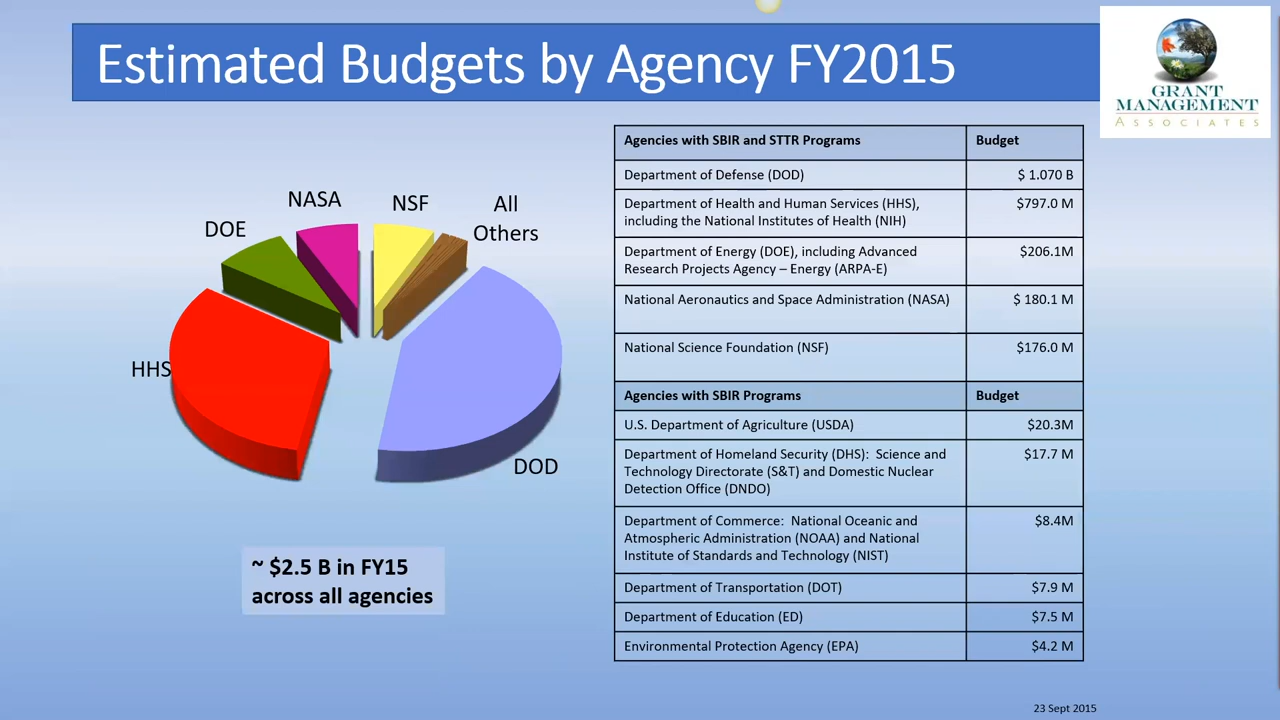 Estimated Budgets by Agency FY2015
GRANT
MANAGEMENT
ASSOCIATES
NASA
NSF
All
Others
DOE
HHS
DOD
~ $2.5 B in FY15
across all agencies
Agencies with SBIR and STTR Programs Budget
Department of Defense (DOD) $ 1.070 B
Department of Health and Human Services (HHS), $797.0 M
including the National Institutes of Health (NIH)
Department of Energy (DOE), including Advanced $206.1M
Research Projects Agency – Energy (ARPA-E)
National Aeronautics and Space Administration (NASA) $ 180.1 M
National Science Foundation (NSF) $176.0 M
Agencies with SBIR Programs Budget
U.S. Department of Agriculture (USDA) $20.3M
Department of Homeland Security (DHS): Science and $17.7 M
Technology Directorate (S&T) and Domestic Nuclear
Detection Office (DNDO)
Department of Commerce: National Oceanic and $8.4M
Atmospheric Administration (NOAA) and National
Institute of Standards and Technology (NIST)
Department of Transportation (DOT) $7.9 M
Department of Education (ED) $7.5 M
Environmental Protection Agency (EPA) $4.2 M
23 Sept 2015